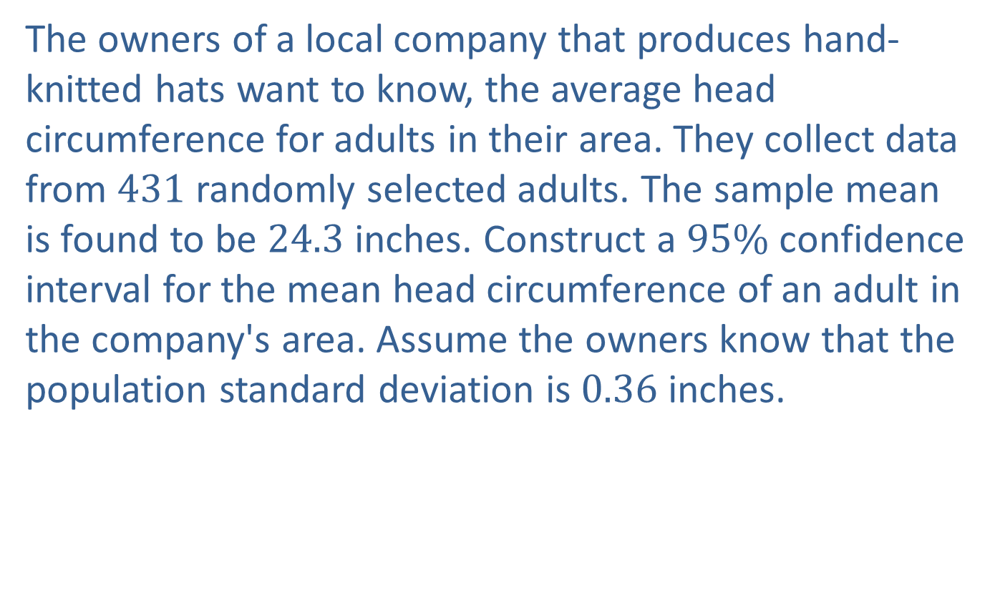 The owners of a local company that produces hand-
knitted hats want to know, the average head
circumference for adults in their area. They collect data
from 431 randomly selected adults. The sample mean
is found to be 24.3 inches. Construct a 95% confidence
interval for the mean head circumference of an adult in
the company's area. Assume the owners know that the
population standard deviation is 0.36 inches.